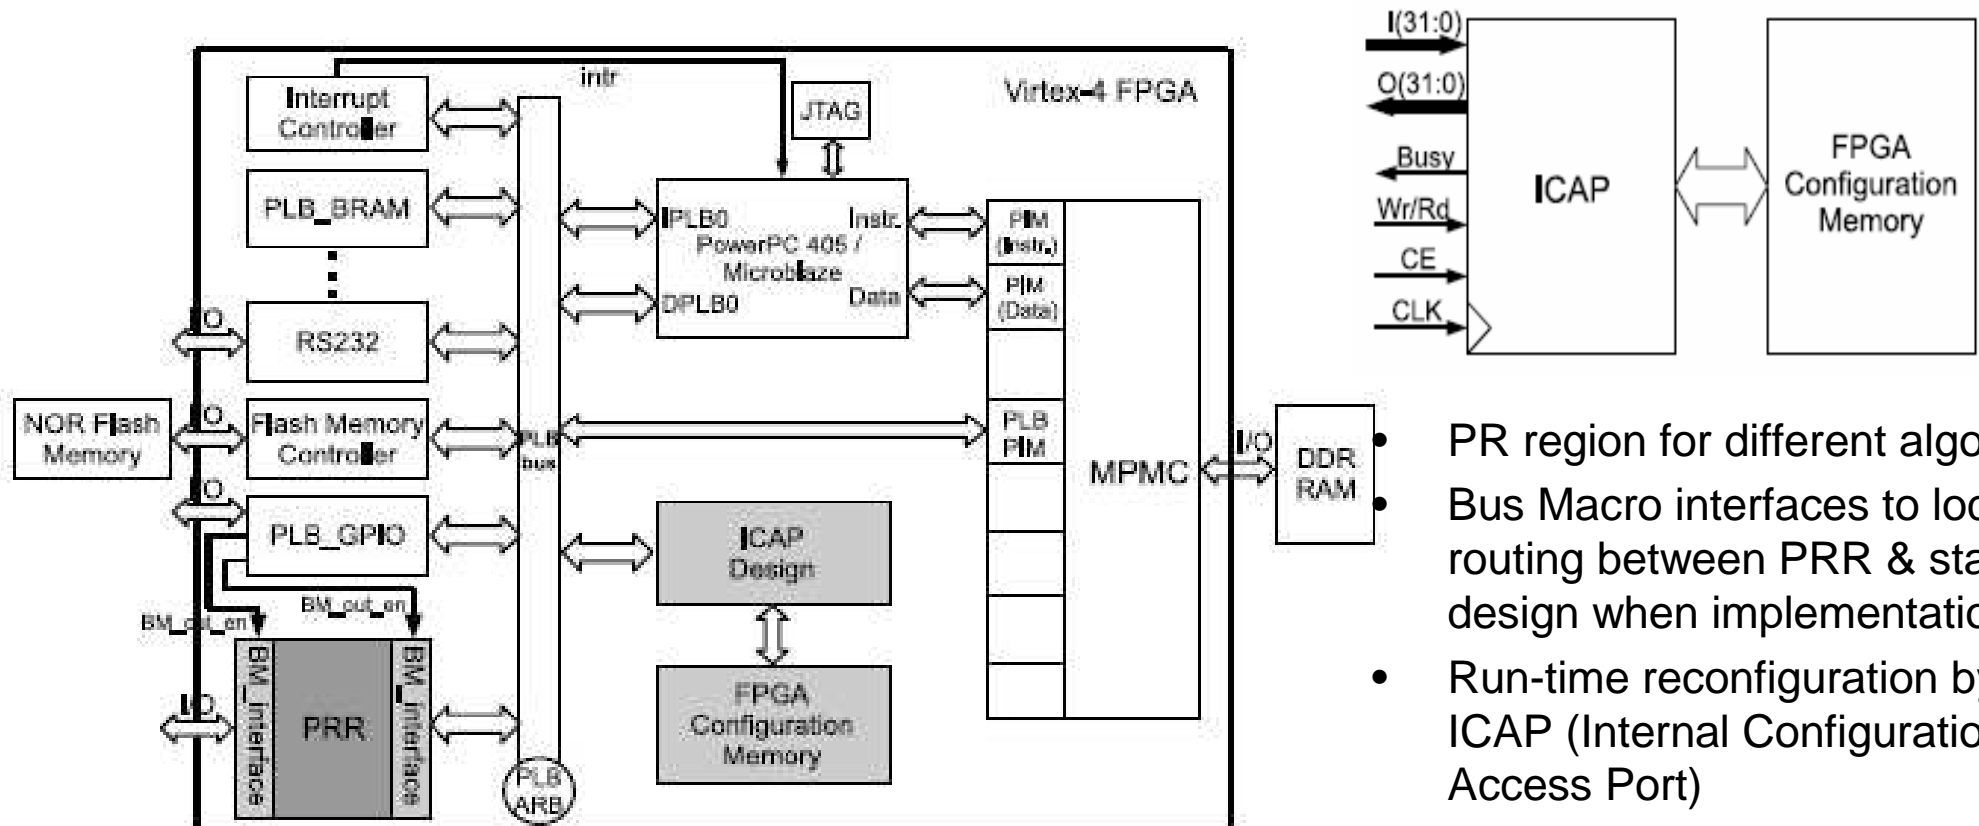 intr
Virtex-4 FPGA
Interrupt
Controller
JTAG
PLB_BRAM
IPLB0
Instr.
PowerPC 405 /
Microblaze
DPLB0
Data
PIM
(Instr.)
PIM
(Data)
I/O
RS232
NOR Flash
Memory
I/O
Flash Memory
Controller
PLB
bus
PLB
PIM
MPMC
I/O
DDR
RAM
I/O
PLB_GPIO
ICAP
Design
BM_out_en
BM_out_en
BM_interface
PRR
BM_interface
I/O
FPGA
Configuration
Memory
PLB
ARB
I(31:0)
O(31:0)
Busy
Wr/Rd
CE
CLK
ICAP
FPGA
Configuration
Memory
• PR region for different algo
• Bus Macro interfaces to loc
routing between PRR & sta
design when implementatio
• Run-time reconfiguration by
ICAP (Internal Configuratio
Access Port)